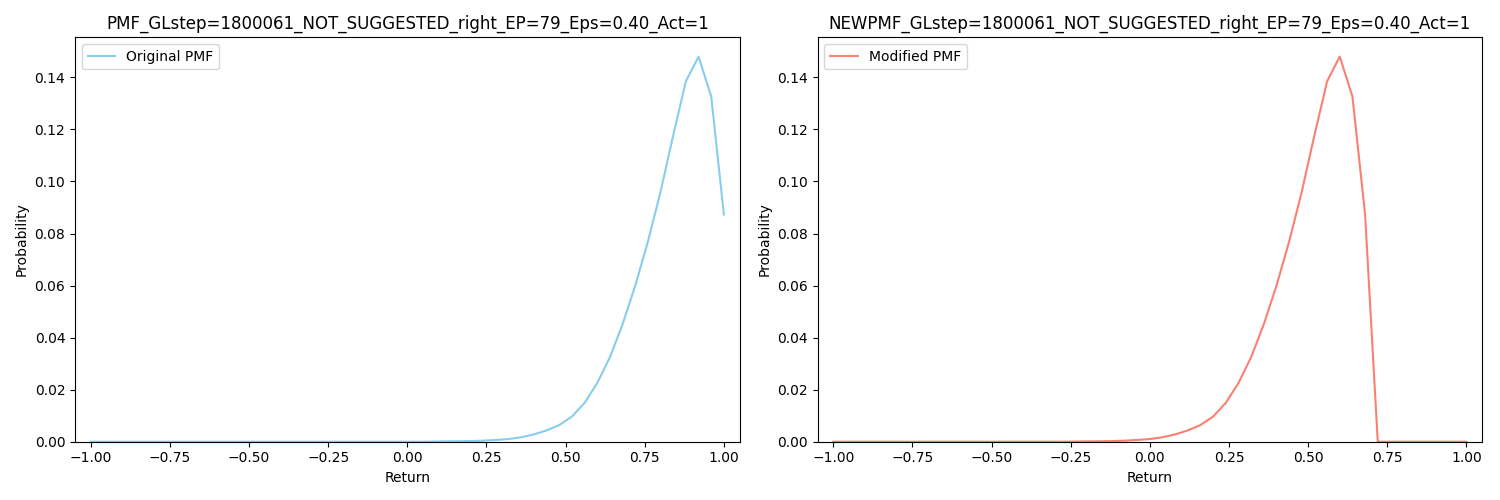 PMF_GLstep=1800061_NOT_SUGGESTED_right_EP=79_Eps=0.40_Act=1
Original PMF
0.14
0.12
0.10
0.08
0.06
0.04
0.02
0.00
Probability
−1.00 −0.75 −0.50 −0.25 0.00 0.25 0.50 0.75 1.00
Return
NEWPMF_GLstep=1800061_NOT_SUGGESTED_right_EP=79_Eps=0.40_Act=1
Modified PMF
0.14
0.12
0.10
0.08
0.06
0.04
0.02
0.00
Probability
−1.00 −0.75 −0.50 −0.25 0.00 0.25 0.50 0.75 1.00
Return